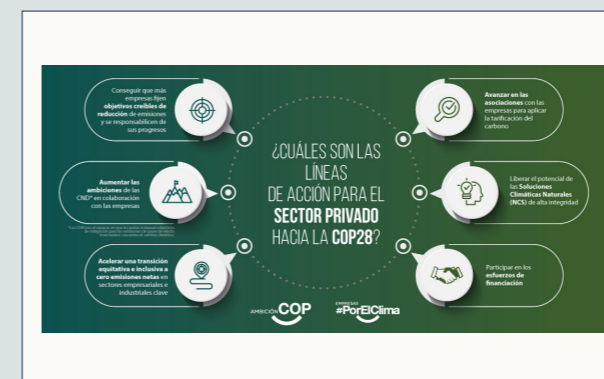 Conseguir que más
empresas fijen
objetivos creíbles de
reducción de emisiones
y se responsabilicen de
sus progresos
Aumentar las
ambiciones de las
CND* en colaboración
con las empresas
Acelerar una transición
equitativa e inclusiva a
cero emisiones netas en
sectores empresariales e
industriales clave
¿CUÁLES SON LAS
LÍNEAS
DE ACCIÓN PARA EL
SECTOR PRIVADO
HACIA LA COP28?
AMBICIÓN COP
EMPRESAS
#PorElClima
Avanzar en las
asociaciones con las
empresas para aplicar
la tarificación del
carbono
Liberar el potencial de
las Soluciones
Climáticas Naturales
(NCS) de alta integridad
Participar en los
esfuerzos de
financiación